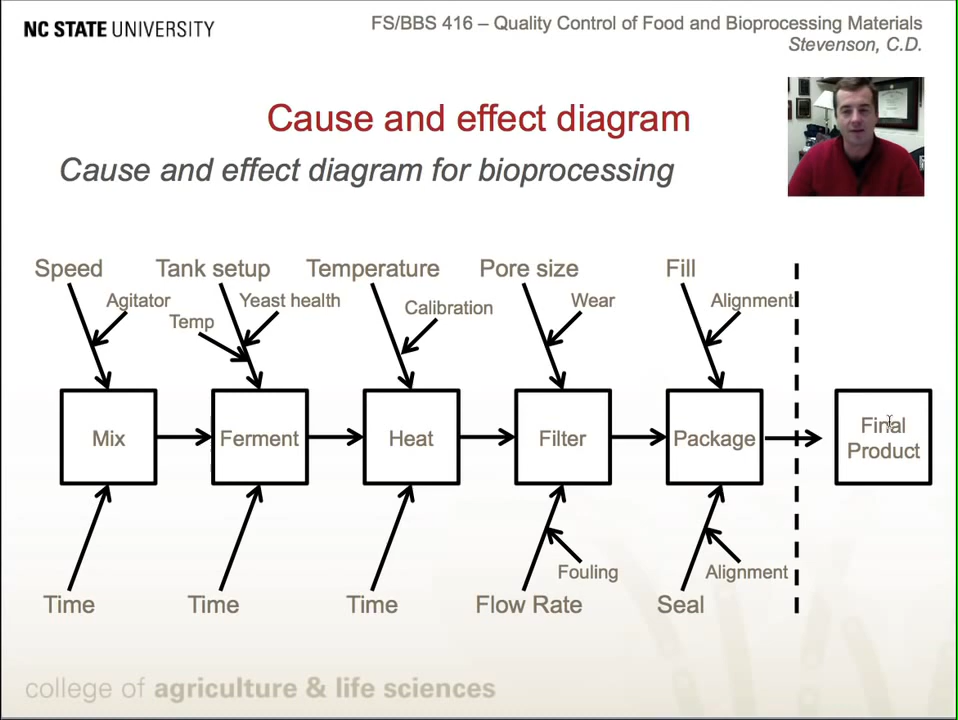 NC STATE UNIVERSITY
FS/BBS 416 – Quality Control of Food and Bioprocessing Materials
Stevenson, C.D.
Cause and effect diagram
Cause and effect diagram for bioprocessing
Speed
Tank setup
Temperature
Pore size
Fill
Agitator
Temp
Yeast health
Calibration
Wear
Alignment
Mix
Ferment
Heat
Filter
Package
Final
Product
Fouling
Alignment
Time
Time
Time
Flow Rate
Seal
college of agriculture & life sciences